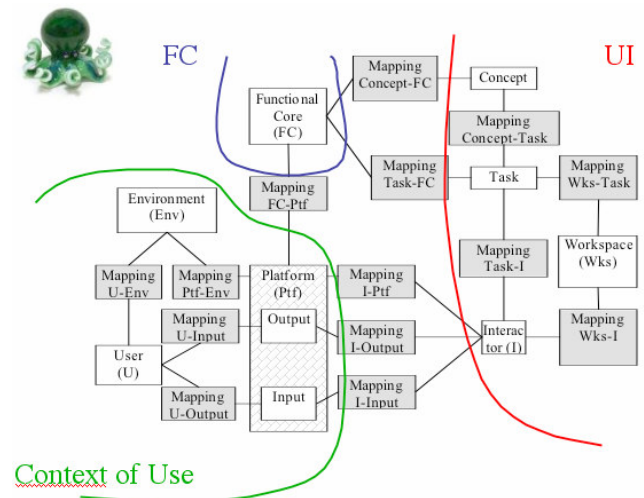 FC
UI
Mapping
Concept-FC
Concept
Functional
Core
(FC)
Mapping
Concept-Task
Mapping
Task-FC
Task
Mapping
Wks-Task
Mapping
FC-Ptf
Environment
(Env)
Workspace
(Wks)
Mapping
U-Env
Mapping
Ptf-Env
Platform
(Ptf)
Mapping
I-Ptf
Mapping
Task-I
Mapping
U-Input
Output
Mapping
I-Output
Interac
tor (I)
Mapping
Wks-I
User
(U)
Mapping
U-Output
Input
Mapping
I-Input
Context of Use